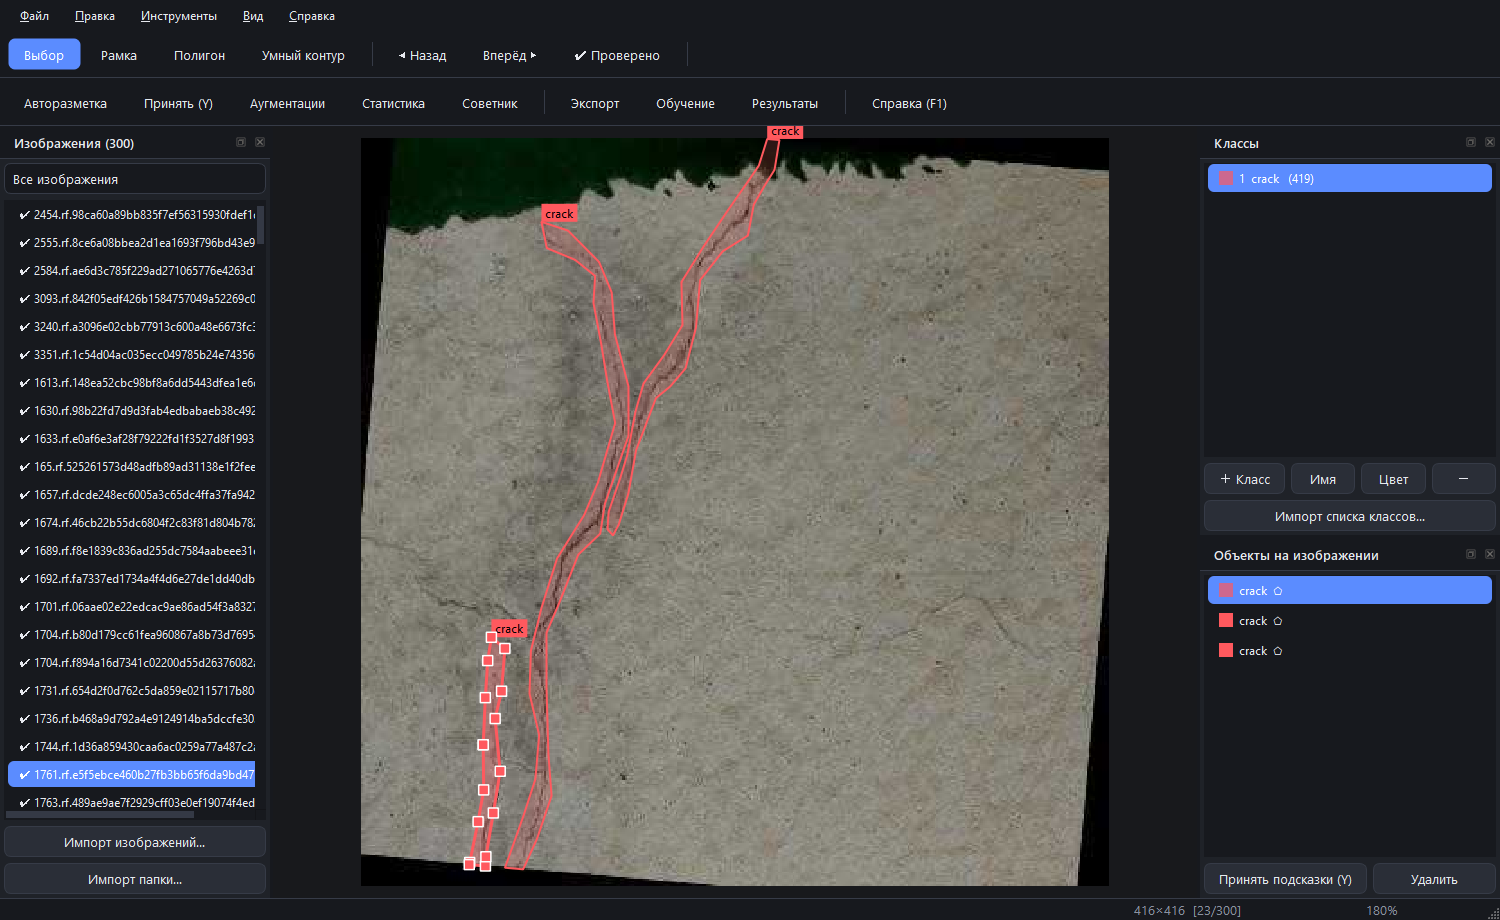 Файл Правка Инструменты Вид Справка
Выбор Рамка Полигон Умный контур Назад Вперёд Проверено
Авторазметка Принять (Y) Аугментации Статистика Советник Экспорт Обучение Результаты Справка (F1)
Изображения (300)
Все изображения
2454.rf.98ca60a89bb835f7ef56315930fdef1
2555.rf.8ce6a08bbea2d1ea1693f796bd43e9
2584.rf.ae6d3c785f229ad271065776e4263d
3093.rf.842f05edf426b1584757049a52269c0
3240.rf.a3096e02cbb77913c600a48e6673fc3
3351.rf.1c54d04ac035ecc049785b24e74356
1613.rf.148ea52cbc98bf8a6dd5443dfea1e6
1630.rf.98b22fd7d9d3fab4edbabaeb38c492
1633.rf.e0af6e3af28f79222fd1f3527d8f1993
165.rf.525261573d48adfb89ad31138e1f2fee
1657.rf.dcde248ec6005a3c65dc4ffa37fa942
1674.rf.46cb22b55dc6804f2c83f81d804b78
1689.rf.f8e1839c836ad255dc7584aabeee31
1692.rf.fa7337ed1734a4f4d6e27de1dd40db
1701.rf.06aae02e22edcac9ae86ad54f3a8327
1704.rf.b80d179cc61fea960867a8b73d7695
1704.rf.f894a16d7341c02200d55d26376082
1731.rf.654d2f0d762c5da859e02115717b80
1736.rf.b468a9d792a4e9124914ba5dccfe30
1744.rf.1d36a859430caa6ac0259a77a487c2
1761.rf.e5f5ebce460b27fb3bb65f6da9bd47
1763.rf.489ae9ae7f2929cff03e0ef19074f4ed
Импорт изображений...
Импорт папки...
crack
crack
crack
Классы
1 crack (419)
+ Класс Имя Цвет −
Импорт списка классов...
Объекты на изображении
crack
crack
crack
Принять подсказки (Y) Удалить
416×416 [23/300] 180%